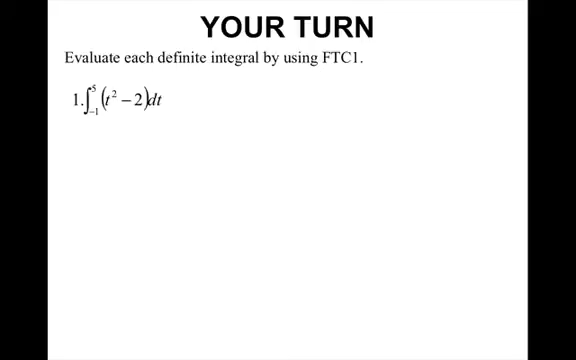 YOUR TURN
Evaluate each definite integral by using FTC1.
1. ∫₋₁⁵ (t² − 2)dt